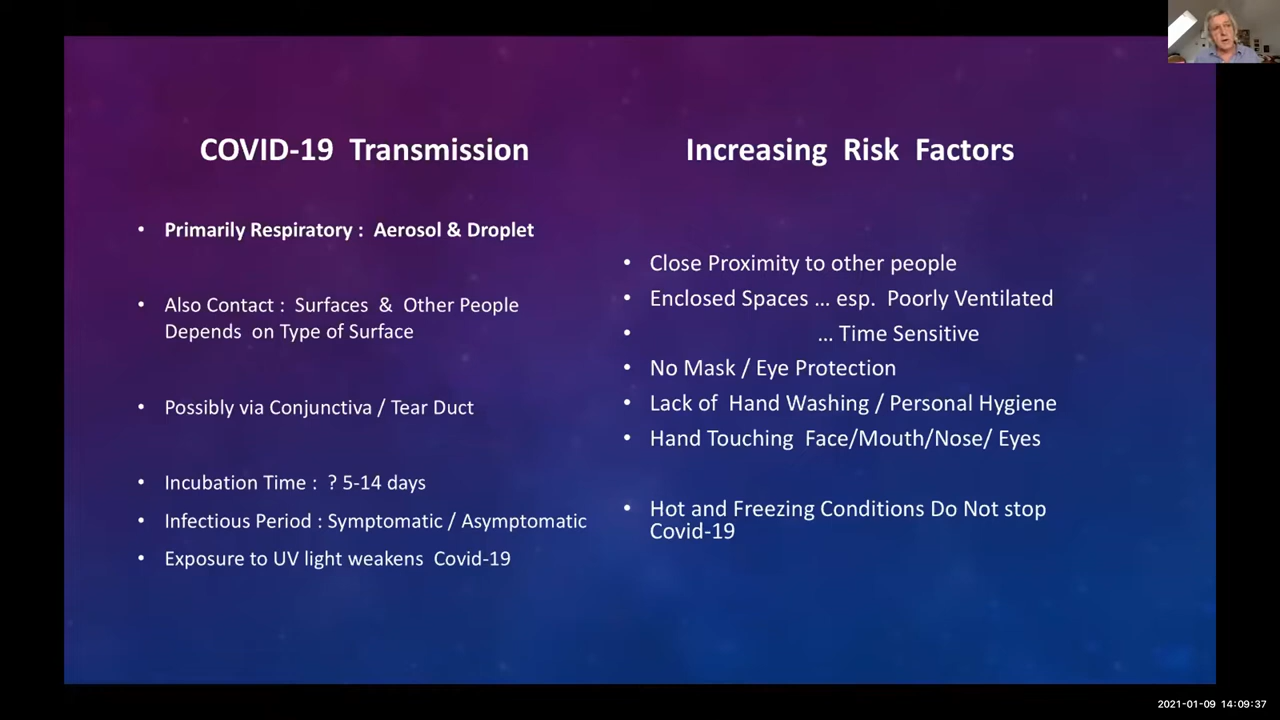 COVID-19 Transmission
• Primarily Respiratory : Aerosol & Droplet
• Also Contact : Surfaces & Other People
Depends on Type of Surface
• Possibly via Conjunctiva / Tear Duct
• Incubation Time : ? 5-14 days
• Infectious Period : Symptomatic / Asymptomatic
• Exposure to UV light weakens Covid-19
Increasing Risk Factors
• Close Proximity to other people
• Enclosed Spaces ... esp. Poorly Ventilated
• ... Time Sensitive
• No Mask / Eye Protection
• Lack of Hand Washing / Personal Hygiene
• Hand Touching Face/Mouth/Nose/ Eyes
• Hot and Freezing Conditions Do Not stop
Covid-19
2021-01-09 14:09:37